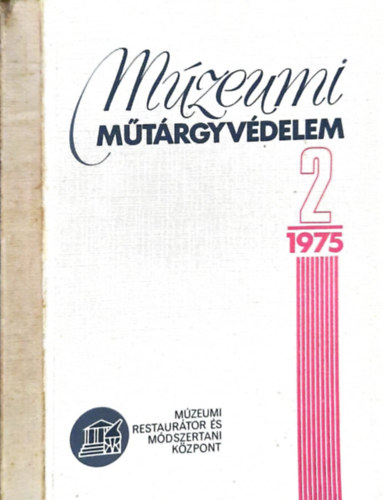 Múzeumi
MŰTÁRGYVÉDELEM
2
1975
MÚZEUMI
RESTAURÁTOR ÉS
MÓDSZERTANI
KÖZPONT